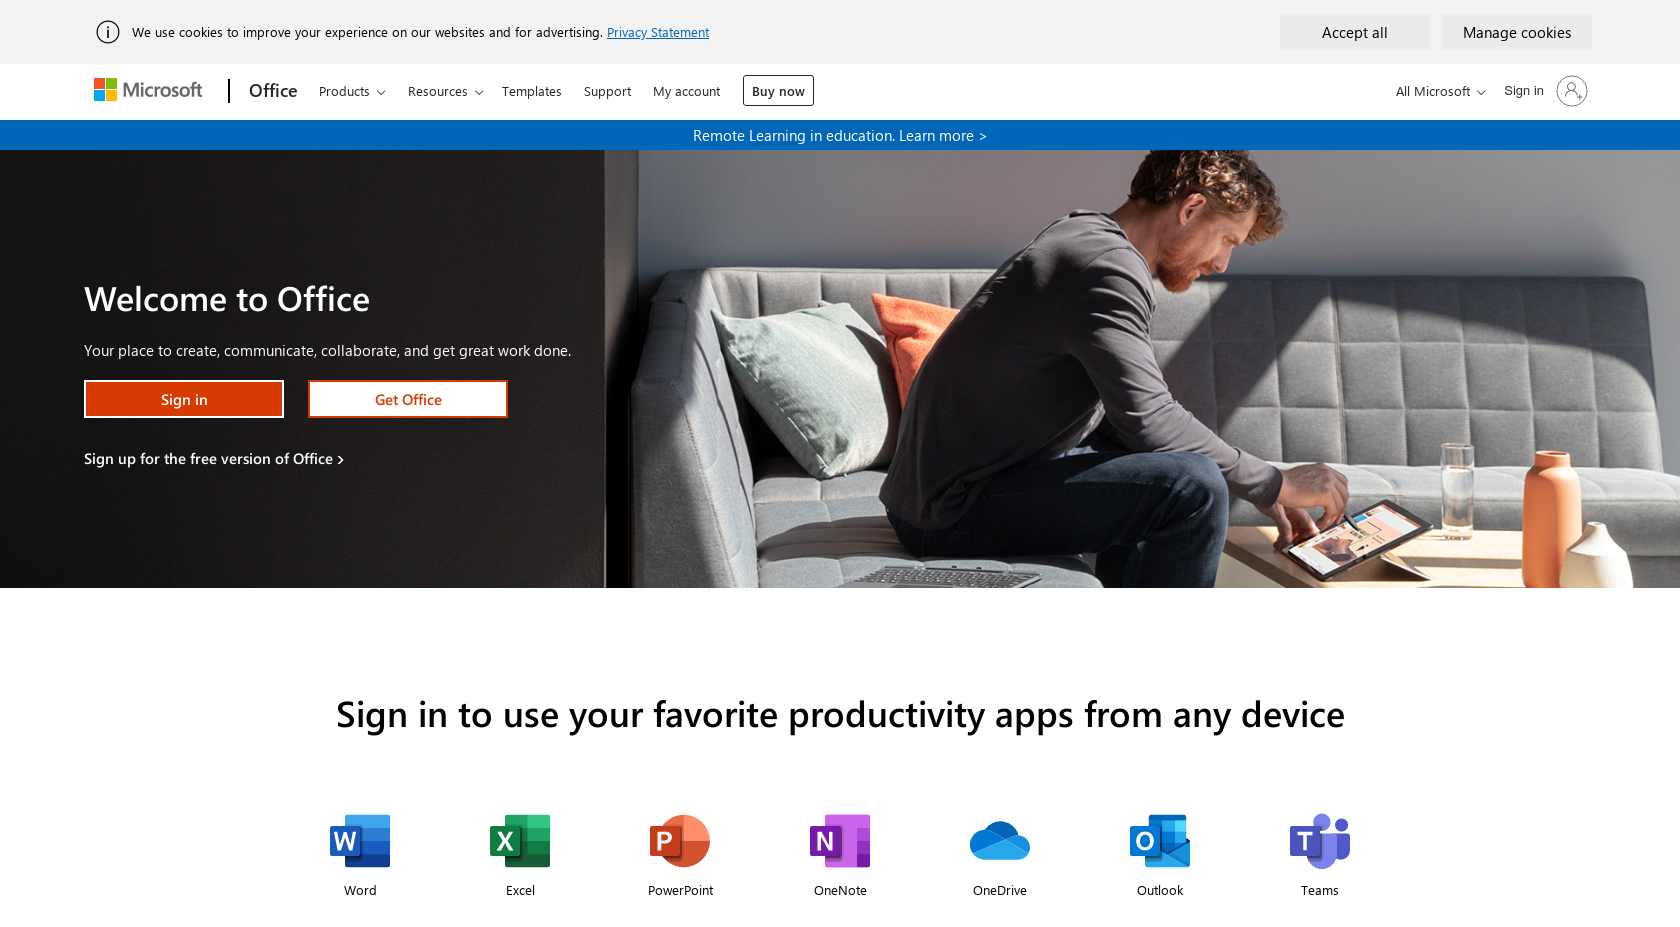 We use cookies to improve your experience on our websites and for advertising. Privacy Statement
Accept all
Manage cookies
Microsoft
Office
Products
Resources
Templates
Support
My account
Buy now
All Microsoft
Sign in
Remote Learning in education. Learn more >
Welcome to Office
Your place to create, communicate, collaborate, and get great work done.
Sign in
Get Office
Sign up for the free version of Office >
Sign in to use your favorite productivity apps from any device
W
X
P
N
O
T
Word
Excel
PowerPoint
OneNote
OneDrive
Outlook
Teams